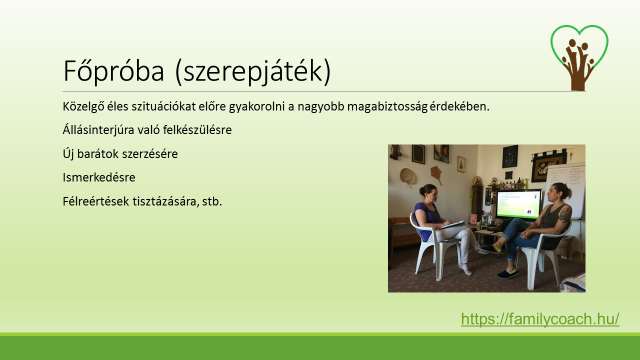 Főpróba (szerepjáték)
Közelgő éles szituációkat előre gyakorolni a nagyobb magabiztosság érdekében.
Állásinterjúra való felkészülésre
Új barátok szerzésére
Ismerkedésre
Félreértések tisztázására, stb.
https://familycoach.hu/